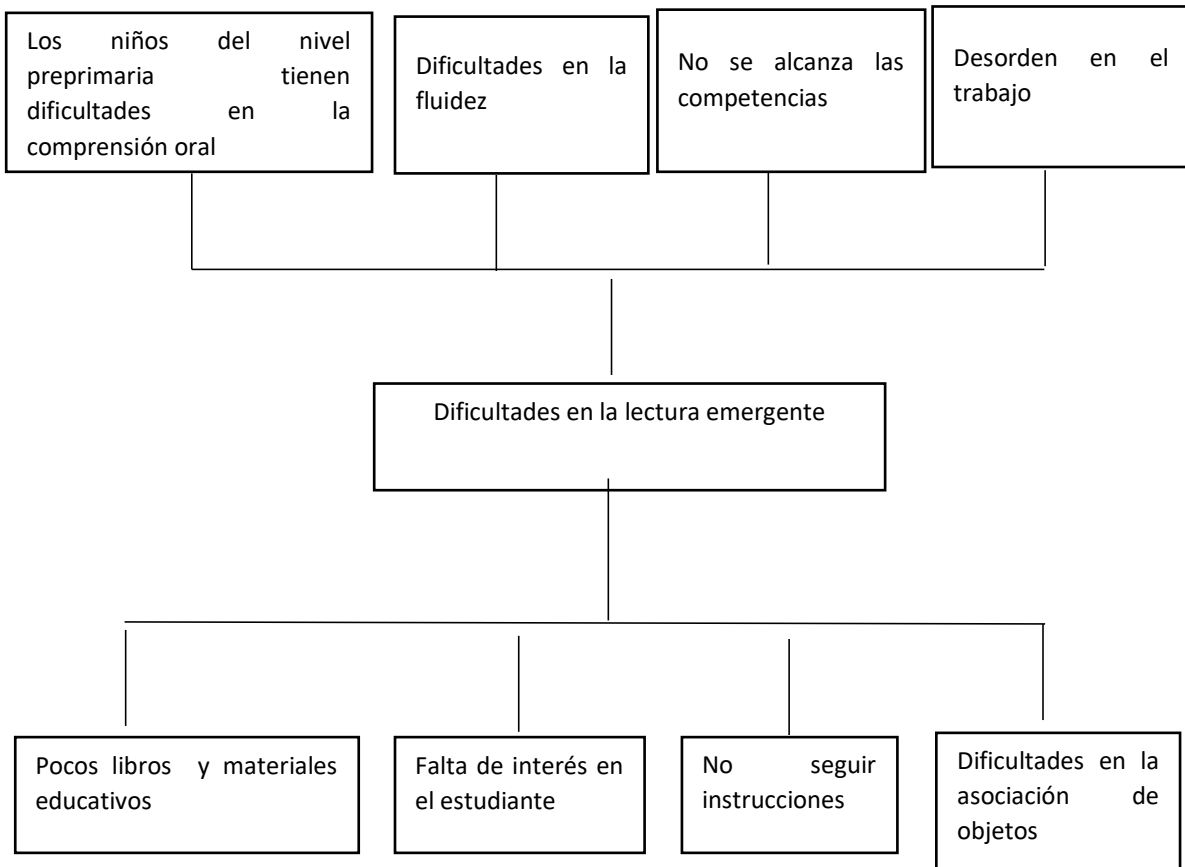 Los niños del nivel
preprimaria tienen
dificultades en la
comprensión oral
Dificultades en la
fluidez
No se alcanza las
competencias
Desorden en el
trabajo
Dificultades en la lectura emergente
Pocos libros y materiales
educativos
Falta de interés en
el estudiante
No seguir
instrucciones
Dificultades en la
asociación de
objetos